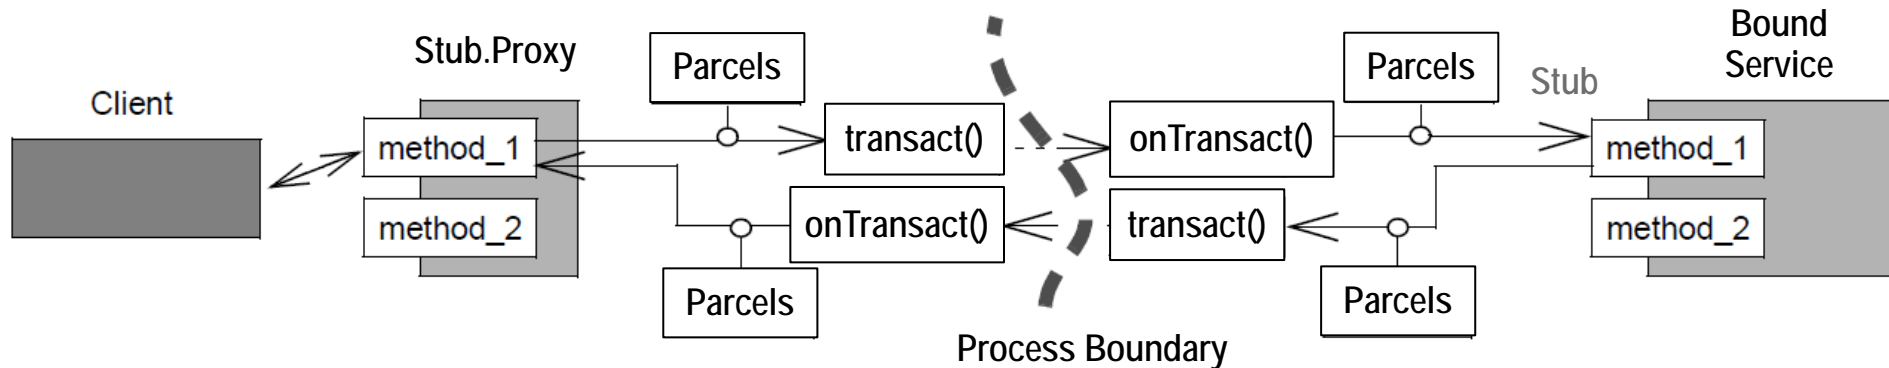 Bound
Service
Stub.Proxy
Parcels
Parcels
Stub
Client
method_1
transact()
onTransact()
method_1
method_2
onTransact()
transact()
method_2
Parcels
Parcels
Process Boundary